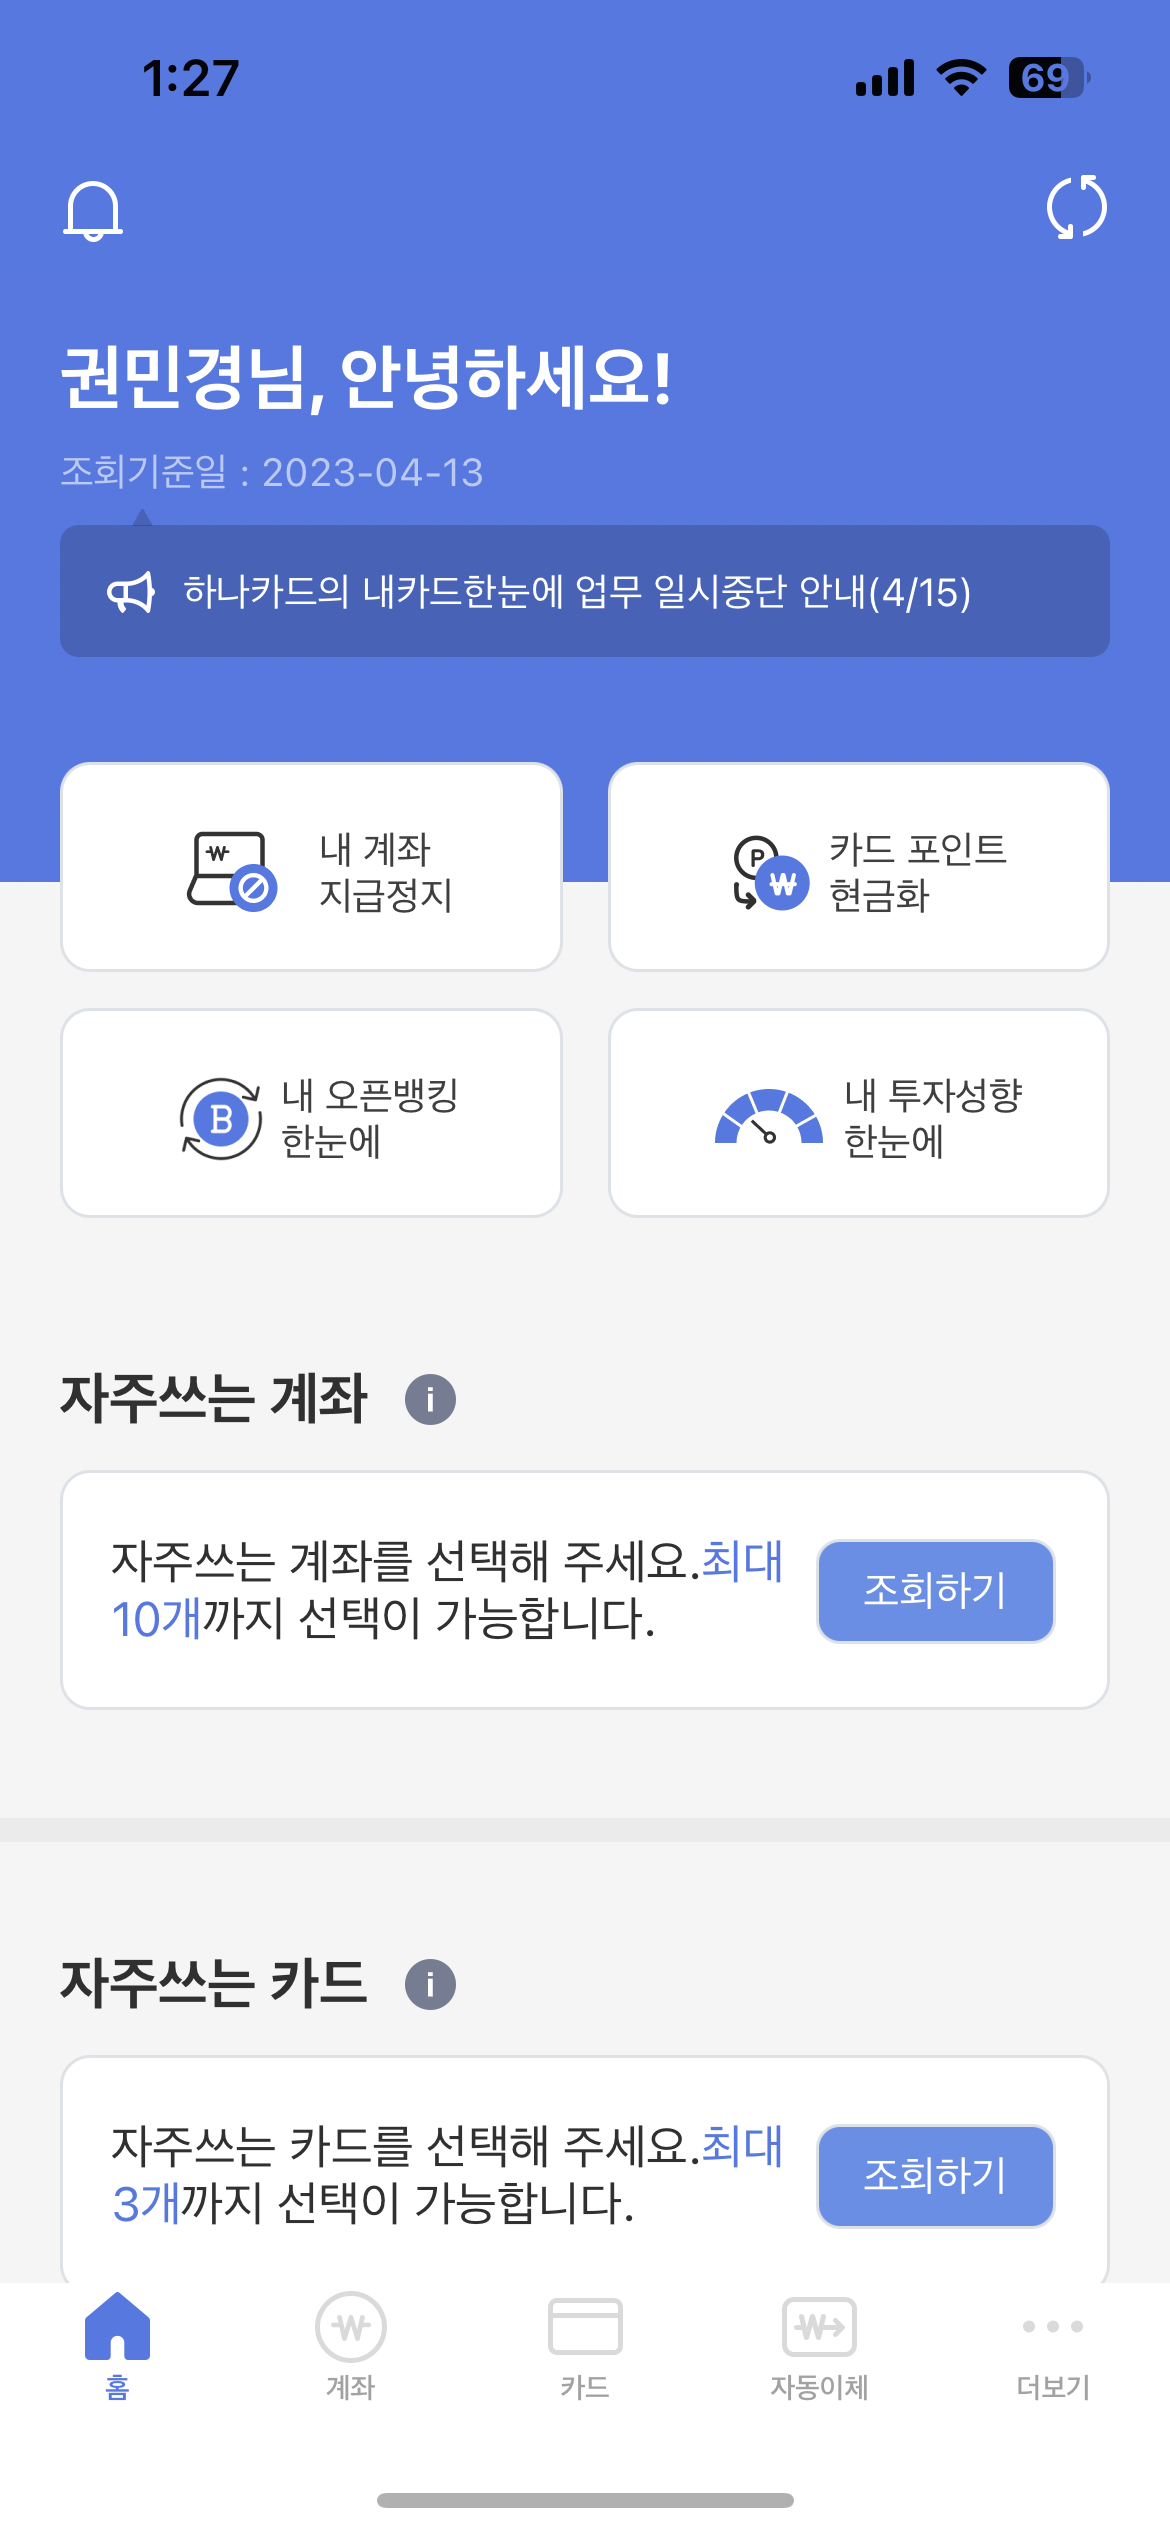 1:27
69
권민경님, 안녕하세요!
조회기준일 : 2023-04-13
하나카드의 내카드한눈에 업무 일시중단 안내(4/15)
내 계좌
지급정지
P
₩
카드 포인트
현금화
B
내 오픈뱅킹
한눈에
내 투자성향
한눈에
자주쓰는 계좌 i
자주쓰는 계좌를 선택해 주세요.최대
10개까지 선택이 가능합니다.
조회하기
자주쓰는 카드 i
자주쓰는 카드를 선택해 주세요.최대
3개까지 선택이 가능합니다.
조회하기
홈
계좌
카드
자동이체
더보기